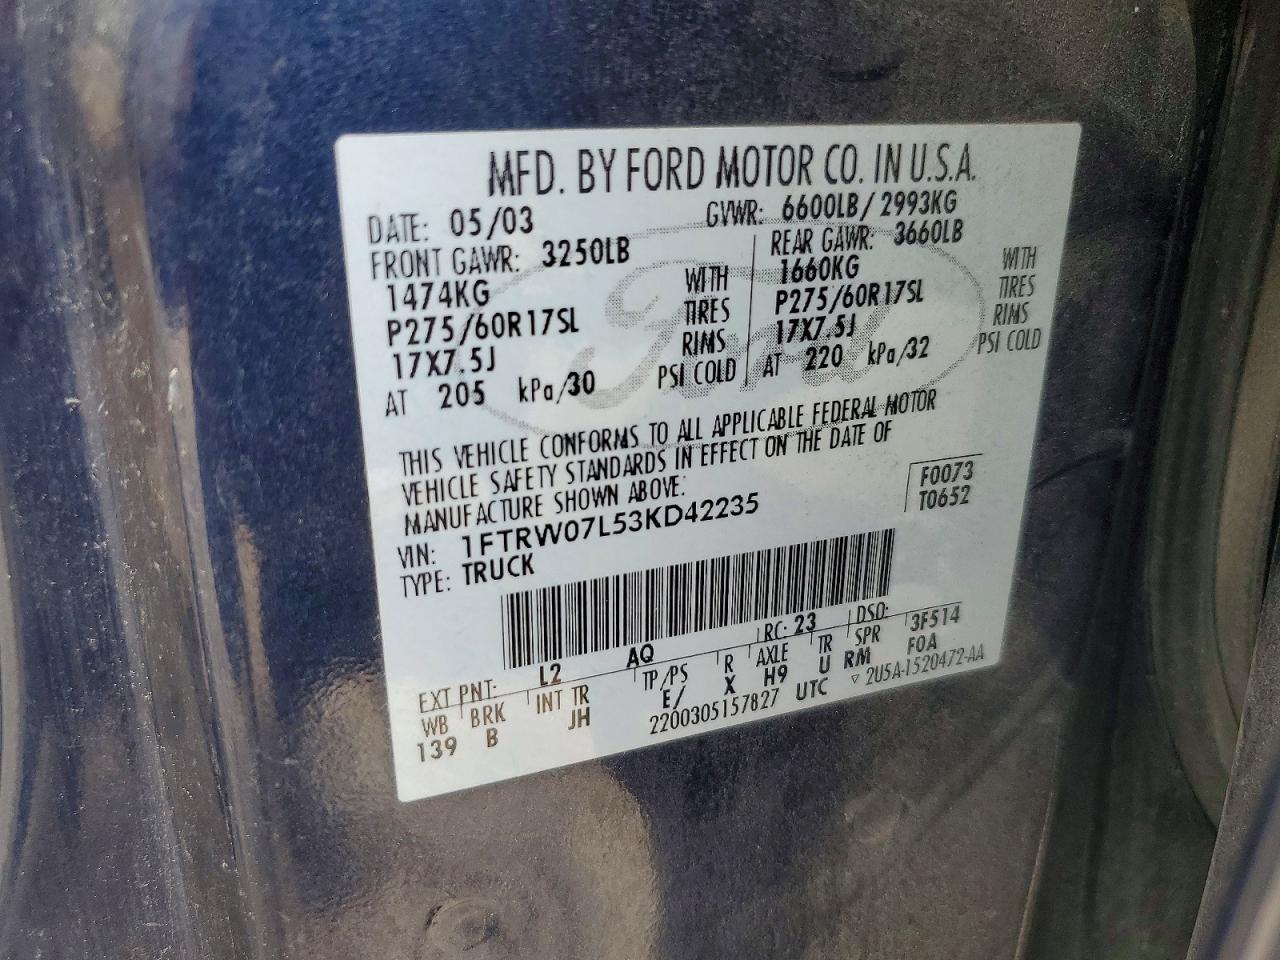 MFD. BY FORD MOTOR CO. IN U.S.A.
DATE: 05/03 GVWR: 6600LB/ 2993KG
FRONT GAWR: 3250LB REAR GAWR: 3660LB
1474KG WITH 1660KG WITH
P275/60R17SL TIRES P275/60R17SL TIRES
17X7.5J RIMS 17X7.5J RIMS
AT 205 kPa/30 PSI COLD AT 220 kPa/32 PSI COLD
Ford
THIS VEHICLE CONFORMS TO ALL APPLICABLE FEDERAL MOTOR
VEHICLE SAFETY STANDARDS IN EFFECT ON THE DATE OF
MANUFACTURE SHOWN ABOVE.
F0073
T0652
VIN: 1FTRW07L53KD42235
TYPE: TRUCK
EXT PNT: L2 AQ RC: 23 DSO: 3F514
WB BRK INT TR TP/PS R AXLE TR SPR F0A
139 B JH E/ X H9 U RM
2200305157827 UTC ▽ 2U5A-1520472-AA